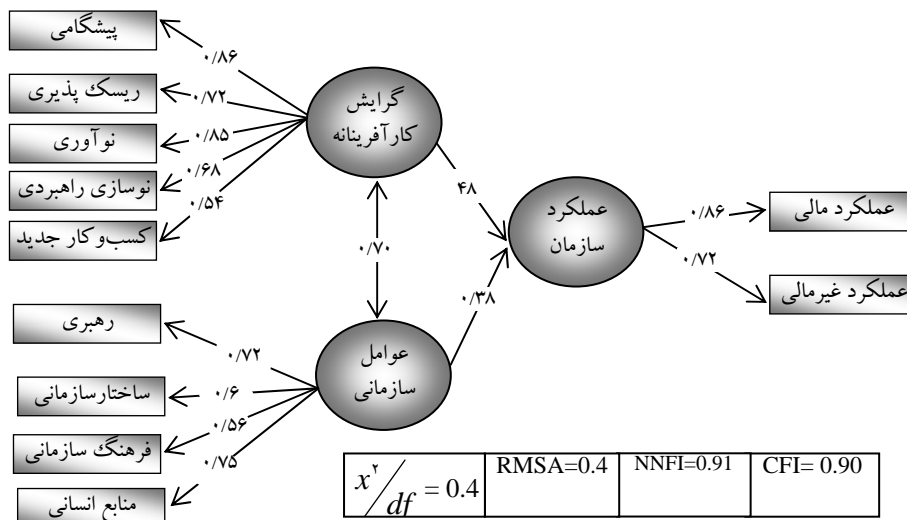 پیشگامی
ریسک پذیری
نوآوری
نوسازی راهبردی
کسب‌وکار جدید
۰/۸۶
۰/۷۲
۰/۸۵
۰/۶۸
۰/۵۴
گرایش
کارآفرینانه
۴۸
۰/۷۰
۰/۳۸
عملکرد
سازمان
۰/۸۶
۰/۷۲
عملکرد مالی
عملکرد غیرمالی
رهبری
ساختارسازمانی
فرهنگ سازمانی
منابع انسانی
۰/۷۲
۰/۶
۰/۵۶
۰/۷۵
عوامل
سازمانی
x۲/df = 0.4
RMSA=0.4
NNFI=0.91
CFI= 0.90